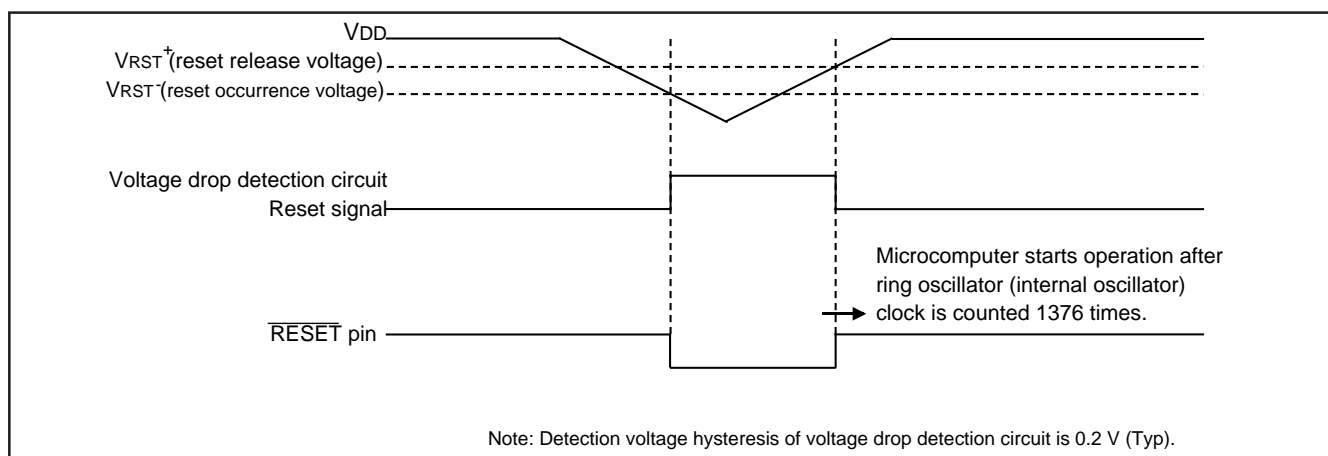 VDD
VRST+(reset release voltage)
VRST-(reset occurrence voltage)
Voltage drop detection circuit
Reset signal
Microcomputer starts operation after
ring oscillator (internal oscillator)
clock is counted 1376 times.
RESET pin
Note: Detection voltage hysteresis of voltage drop detection circuit is 0.2 V (Typ).